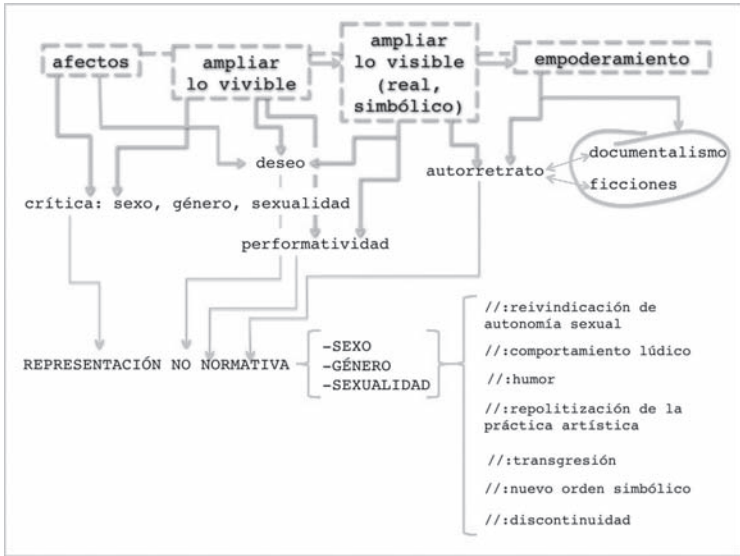 afectos
ampliar
lo vivible
ampliar
lo visible
(real,
simbólico)
empoderamiento
deseo
autorretrato
documentalismo
ficciones
crítica: sexo, género, sexualidad
performatividad
REPRESENTACIÓN NO NORMATIVA
-SEXO
-GÉNERO
-SEXUALIDAD
//:reivindicación de
autonomía sexual
//:comportamiento lúdico
//:humor
//:repolitización de la
práctica artística
//:transgresión
//:nuevo orden simbólico
//:discontinuidad